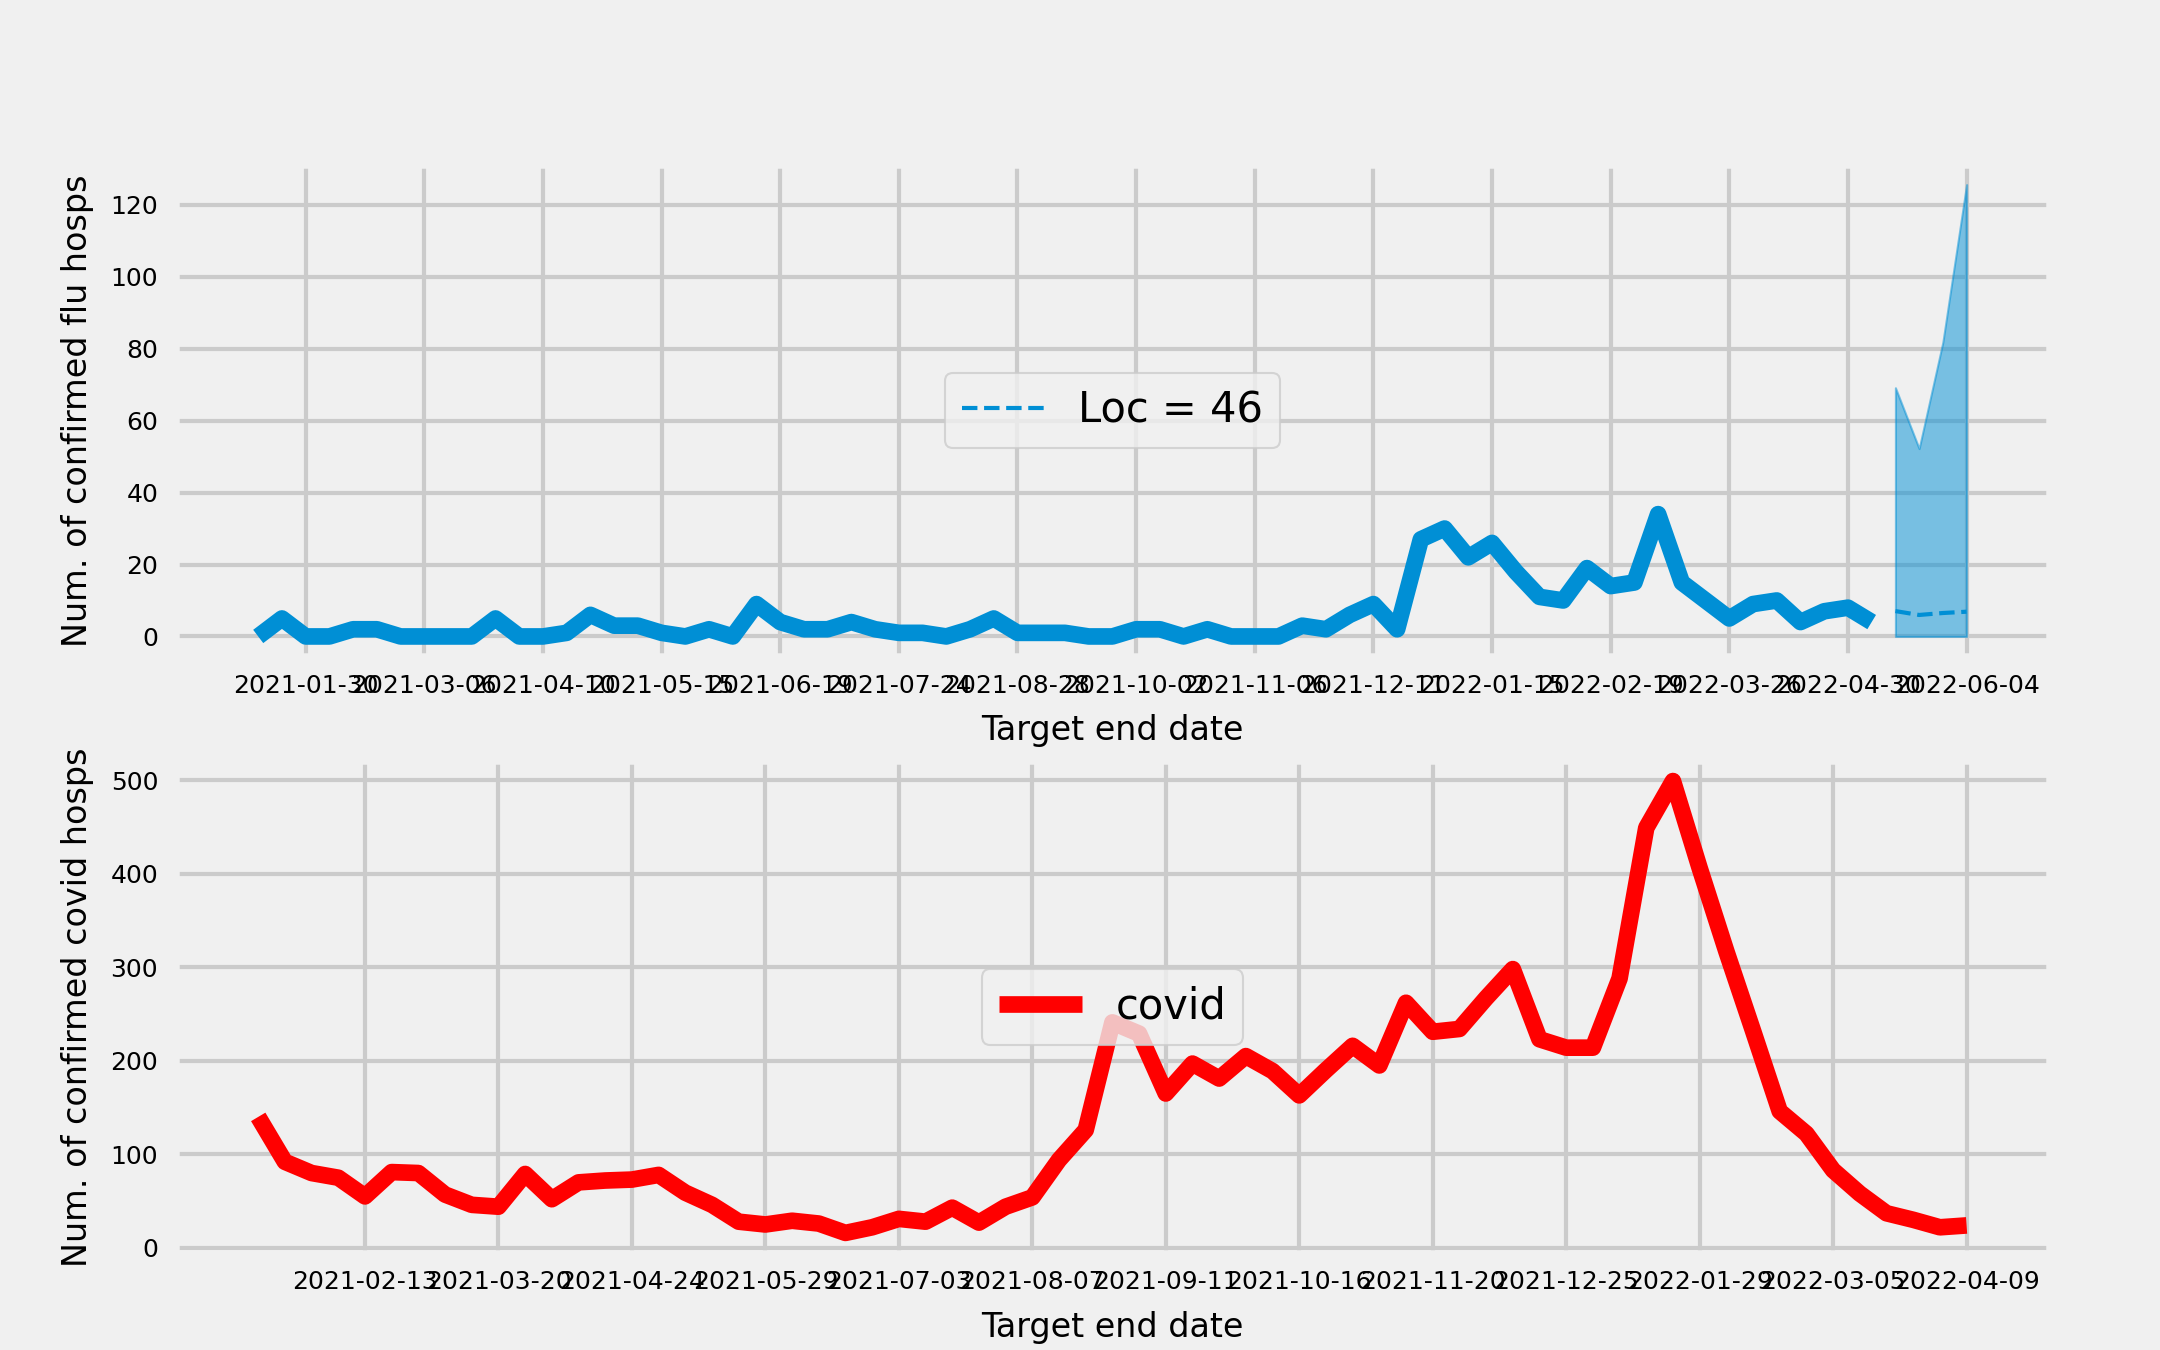 Num. of confirmed flu hosps
120
100
80
60
40
20
0
Loc = 46
2021-01-30 2021-03-06 2021-04-10 2021-05-15 2021-06-19 2021-07-24 2021-08-28 2021-10-02 2021-11-06 2021-12-11 2022-01-15 2022-02-19 2022-03-26 2022-04-30 2022-06-04
Target end date
Num. of confirmed covid hosps
500
400
300
200
100
0
covid
2021-02-13 2021-03-20 2021-04-24 2021-05-29 2021-07-03 2021-08-07 2021-09-11 2021-10-16 2021-11-20 2021-12-25 2022-01-29 2022-03-05 2022-04-09
Target end date